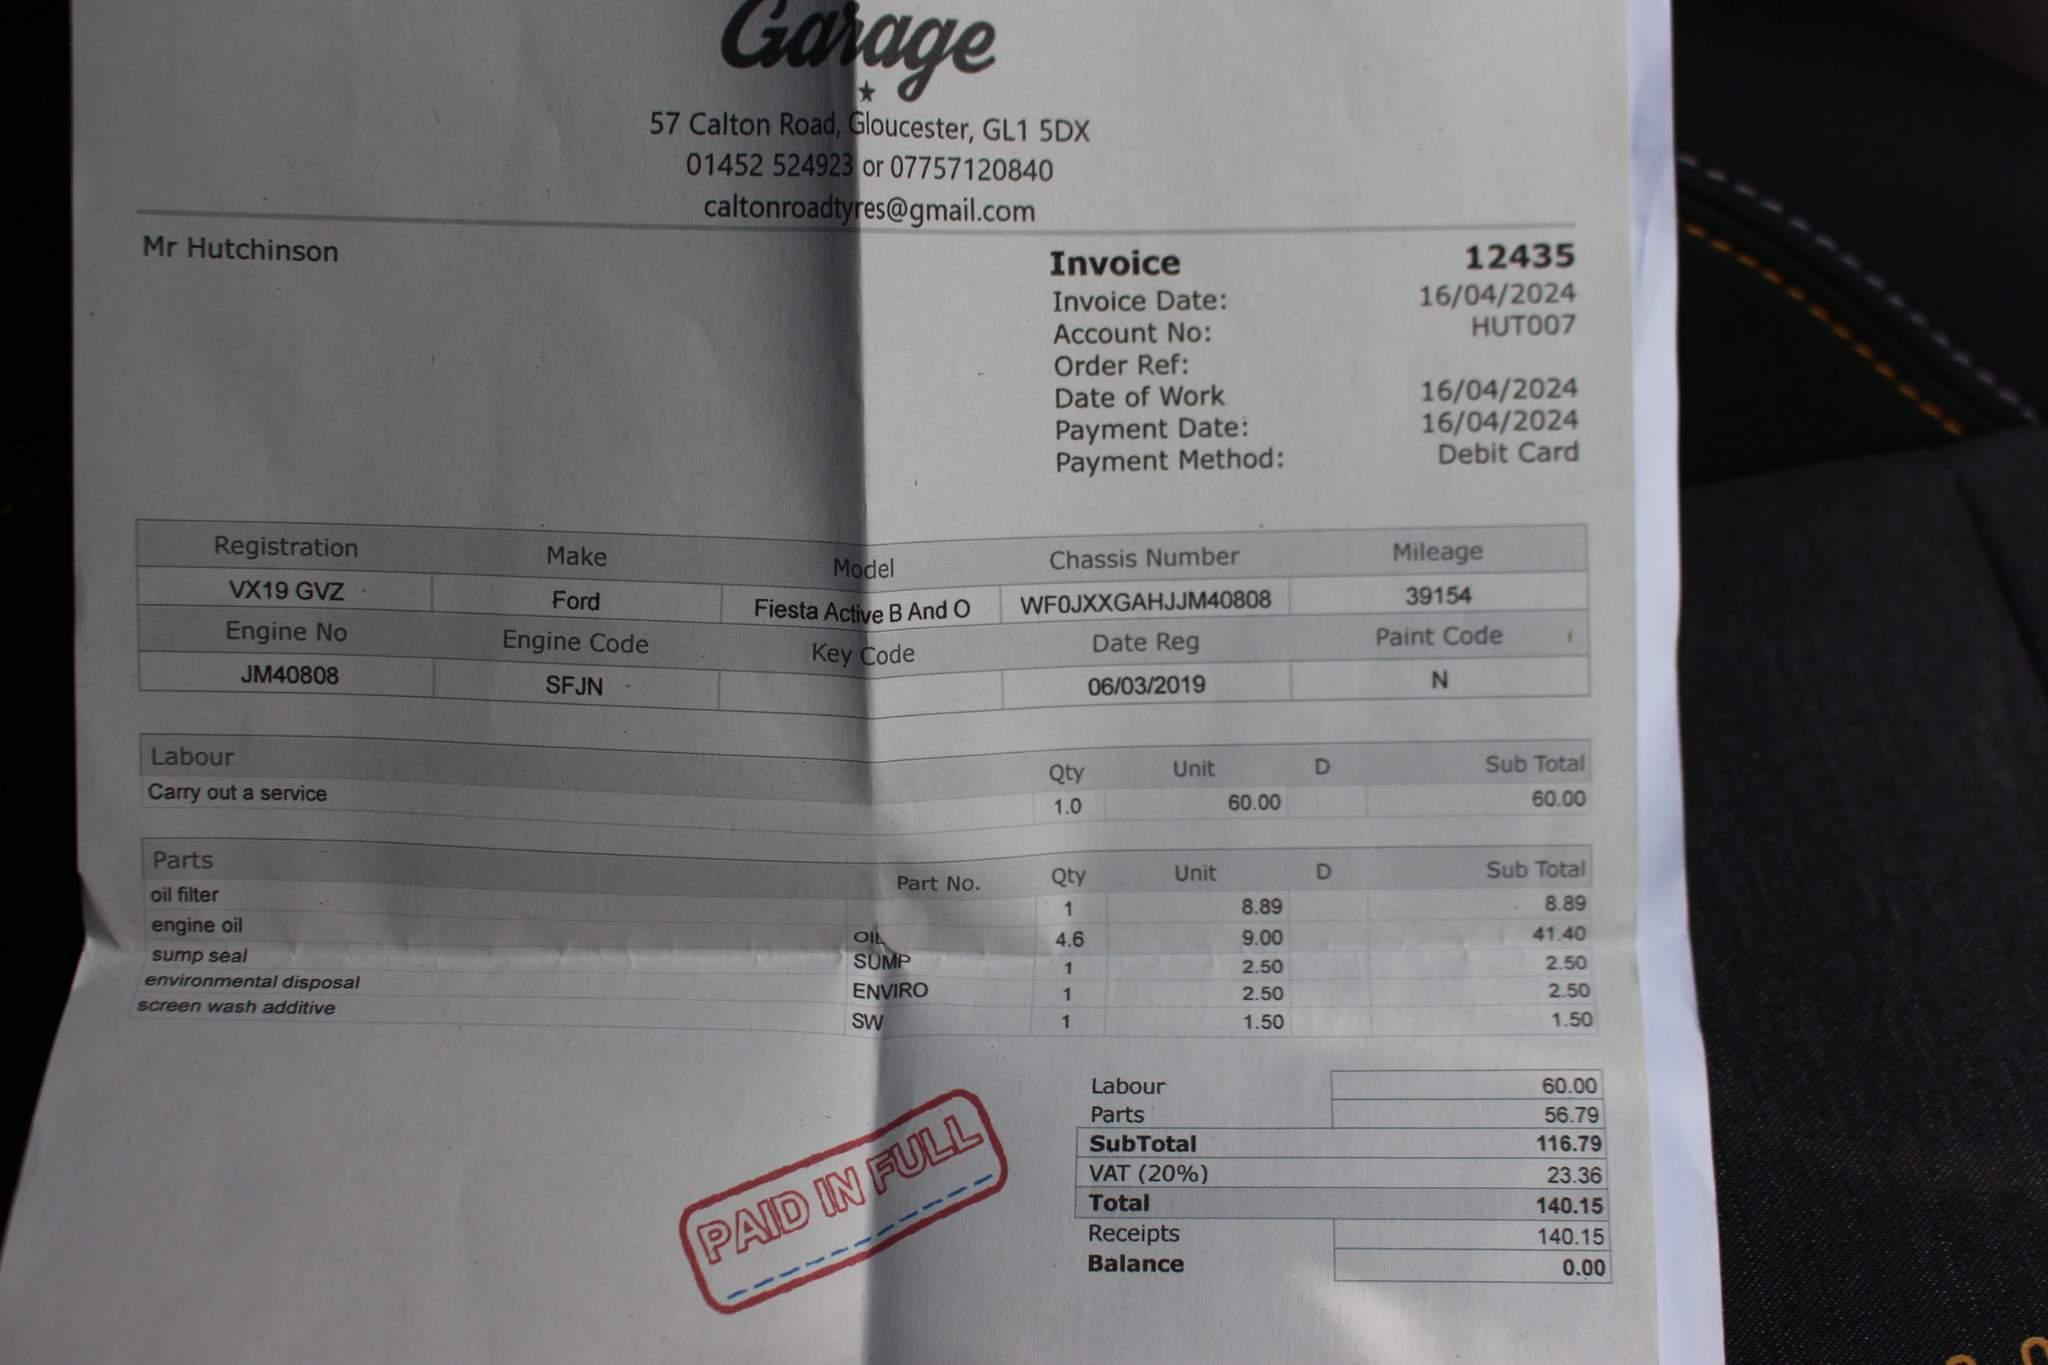 Garage
57 Calton Road, Gloucester, GL1 5DX
01452 524923 or 07757120840
caltonroadtyres@gmail.com
Mr Hutchinson
Invoice 12435
Invoice Date: 16/04/2024
Account No: HUT007
Order Ref:
Date of Work 16/04/2024
Payment Date: 16/04/2024
Payment Method: Debit Card
Registration Make Model Chassis Number Mileage
VX19 GVZ Ford Fiesta Active B And O WF0JXXGAHJJM40808 39154
Engine No Engine Code Key Code Date Reg Paint Code
JM40808 SFJN 06/03/2019 N
Labour Qty Unit D Sub Total
Carry out a service 1.0 60.00 60.00
Parts Part No. Qty Unit D Sub Total
oil filter 1 8.89 8.89
engine oil OIL 4.6 9.00 41.40
sump seal SUMP 1 2.50 2.50
environmental disposal ENVIRO 1 2.50 2.50
screen wash additive SW 1 1.50 1.50
Labour 60.00
Parts 56.79
SubTotal 116.79
VAT (20%) 23.36
Total 140.15
Receipts 140.15
Balance 0.00
PAID IN FULL